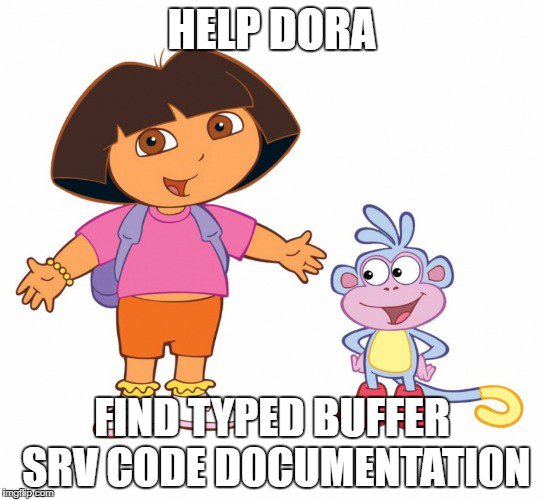 HELP DORA
FIND TYPED BUFFER
SRV CODE DOCUMENTATION
imgflip.com